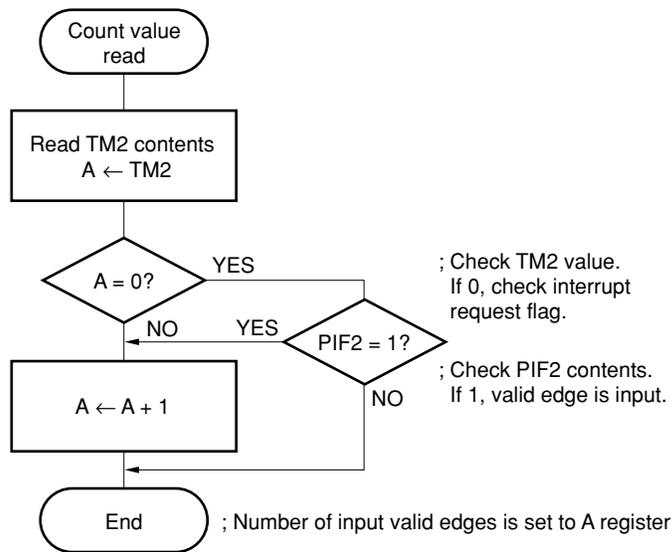 Count value
read
Read TM2 contents
A ← TM2
A = 0?
YES
; Check TM2 value.
If 0, check interrupt
request flag.
NO
YES
PIF2 = 1?
; Check PIF2 contents.
If 1, valid edge is input.
A ← A + 1
NO
End
; Number of input valid edges is set to A register